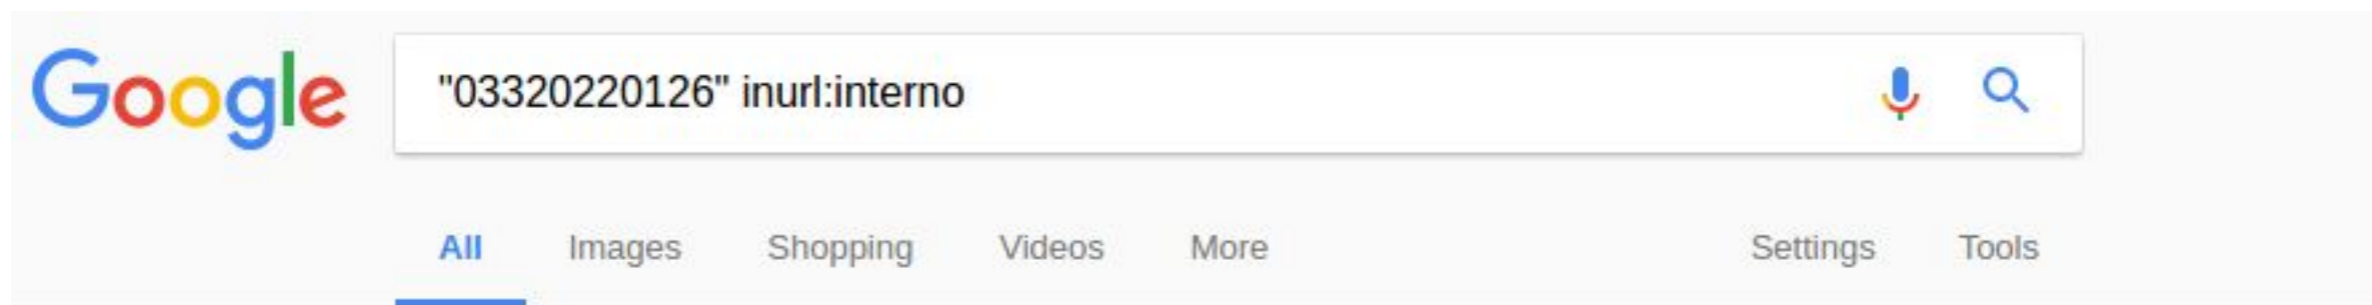 Google "03320220126" inurl:interno
All Images Shopping Videos More Settings Tools